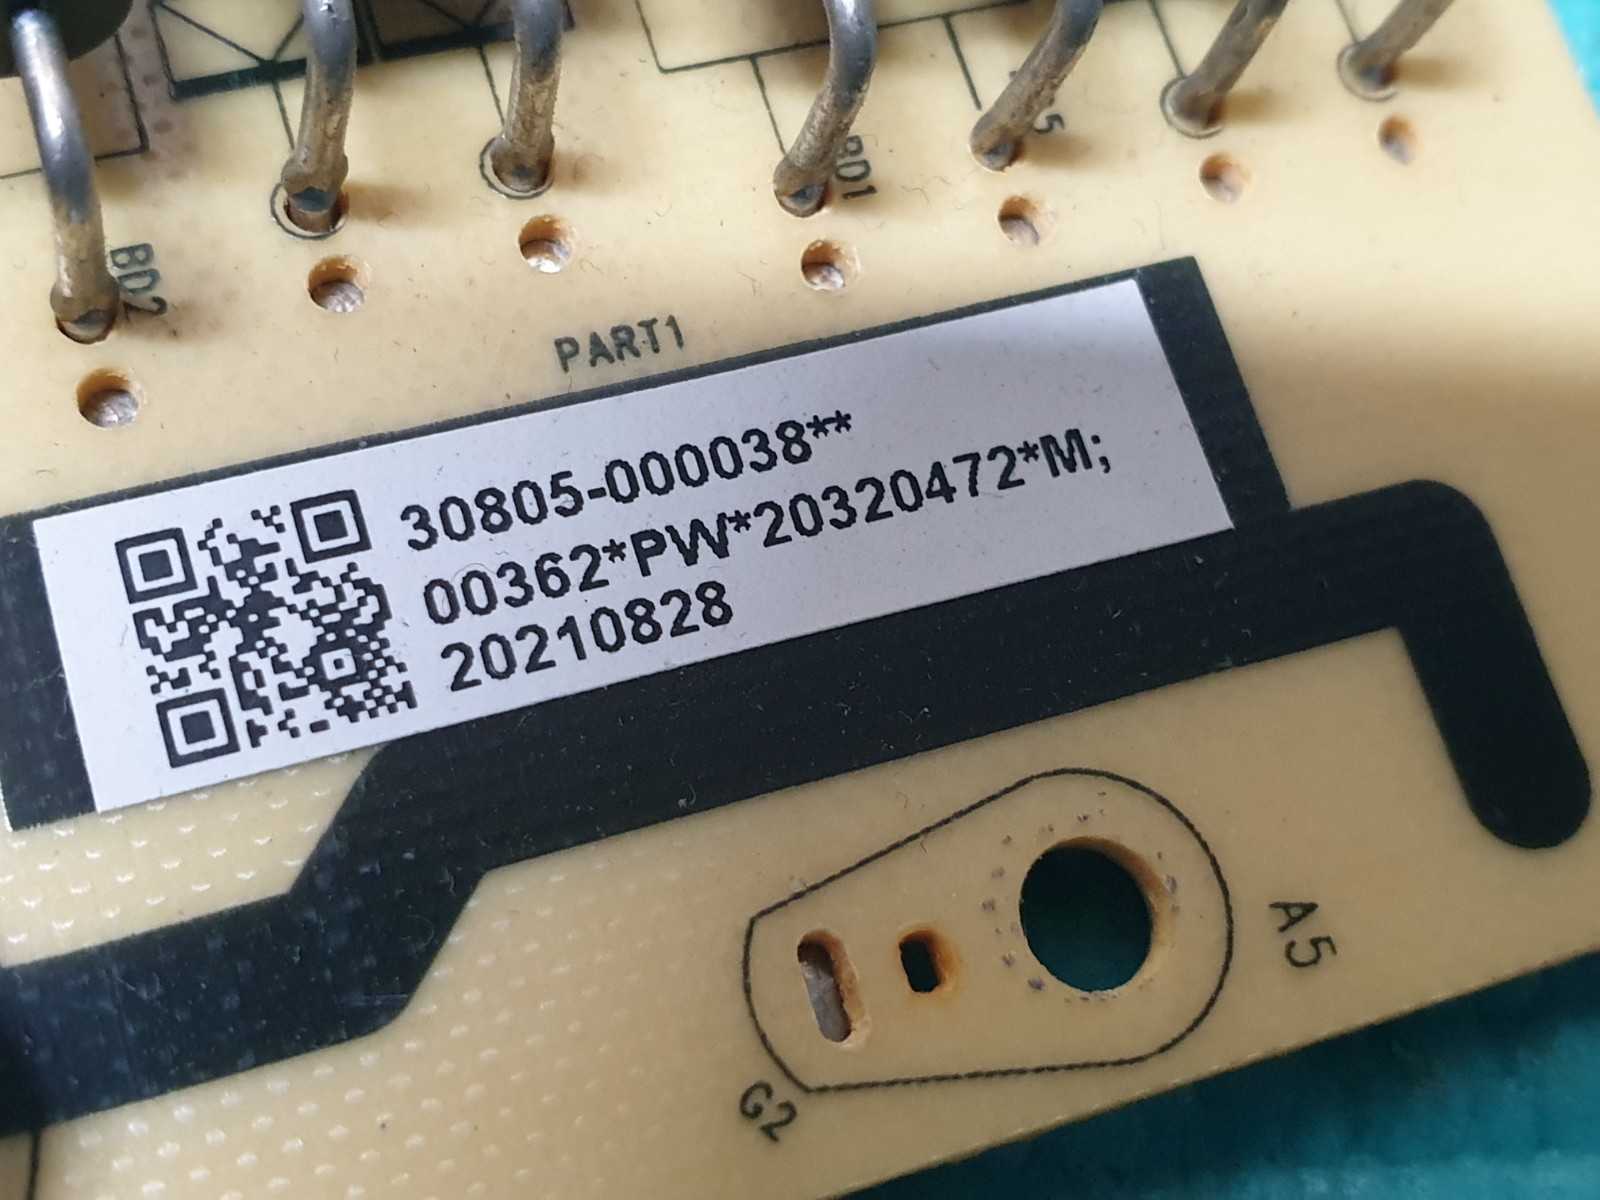 BD2
BD1
PART1
30805-000038**
00362*PW*20320472*M;
20210828
A5
G2